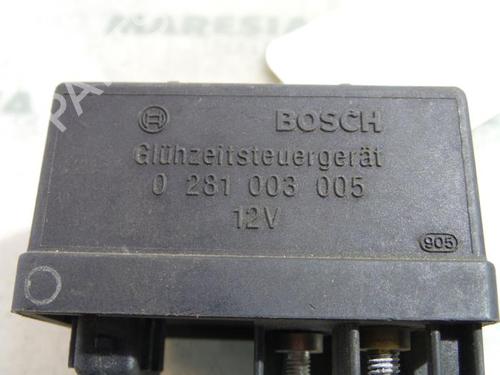 BOSCH
Glühzeitsteuergerät
0 281 003 005
12V
905